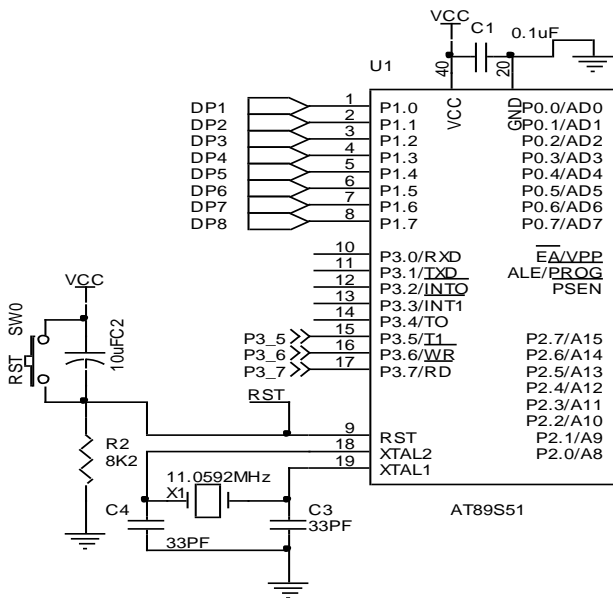 VCC
C1
0.1uF
U1
40
20
VCC
GND
DP1 1 P1.0 P0.0/AD0
DP2 2 P1.1 P0.1/AD1
DP3 3 P1.2 P0.2/AD2
DP4 4 P1.3 P0.3/AD3
DP5 5 P1.4 P0.4/AD4
DP6 6 P1.5 P0.5/AD5
DP7 7 P1.6 P0.6/AD6
DP8 8 P1.7 P0.7/AD7
10 P3.0/RXD EA/VPP
11 P3.1/TXD ALE/PROG
12 P3.2/INTO PSEN
13 P3.3/INT1
14 P3.4/TO
P3_5 15 P3.5/T1 P2.7/A15
P3_6 16 P3.6/WR P2.6/A14
P3_7 17 P3.7/RD P2.5/A13
P2.4/A12
P2.3/A11
P2.2/A10
P2.1/A9
P2.0/A8
VCC
SW0
RST
10uFC2
RST
9 RST
18 XTAL2
19 XTAL1
R2
8K2
11.0592MHz
X1
C4
33PF
C3
33PF
AT89S51